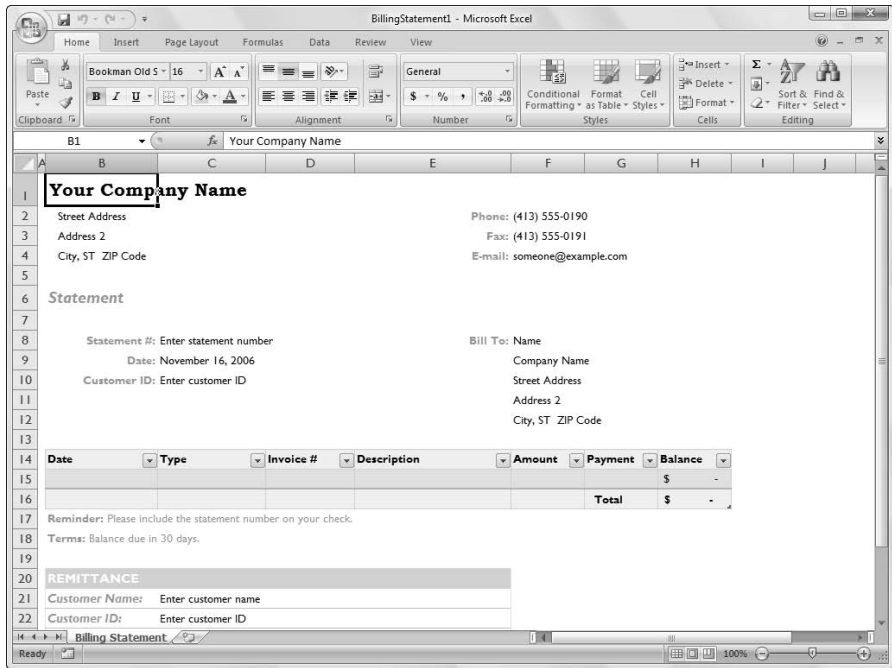 BillingStatement1 - Microsoft Excel
Home Insert Page Layout Formulas Data Review View
Paste
Bookman Old S 16 A A General Insert Σ
B I U A $ % , .0 .00 .00 .0 Conditional Formatting Format as Table Cell Styles Delete Format Sort & Filter Find & Select
Clipboard Font Alignment Number Styles Cells Editing
B1 fx Your Company Name
A B C D E F G H I J
1 Your Company Name
2 Street Address Phone: (413) 555-0190
3 Address 2 Fax: (413) 555-0191
4 City, ST ZIP Code E-mail: someone@example.com
5
6 Statement
7
8 Statement #: Enter statement number Bill To: Name
9 Date: November 16, 2006 Company Name
10 Customer ID: Enter customer ID Street Address
11 Address 2
12 City, ST ZIP Code
13
14 Date Type Invoice # Description Amount Payment Balance
15 $ -
16 Total $ -
17 Reminder: Please include the statement number on your check.
18 Terms: Balance due in 30 days.
19
20 REMITTANCE
21 Customer Name: Enter customer name
22 Customer ID: Enter customer ID
Billing Statement
Ready 100%